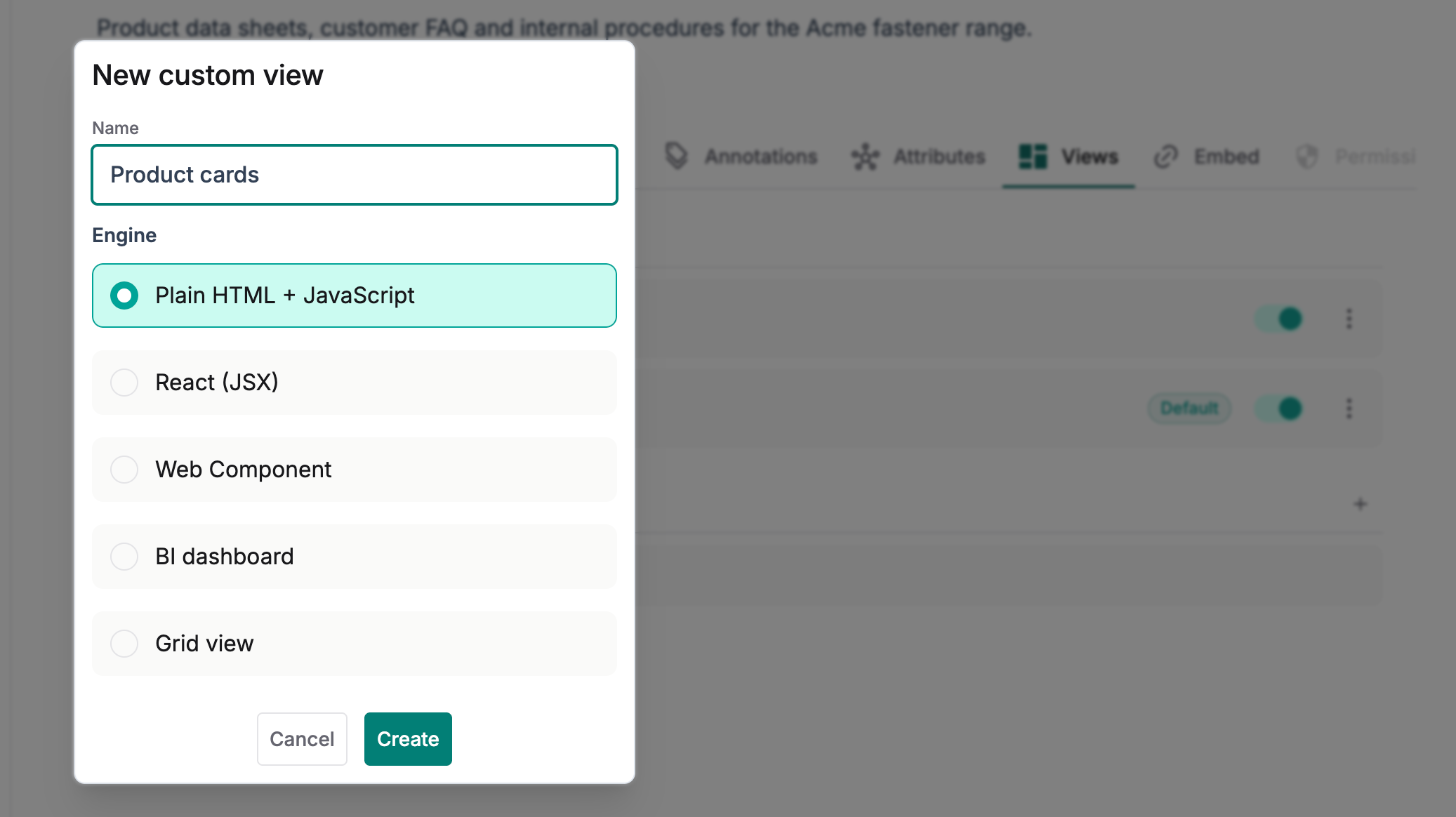 Product data sheets, customer FAQ and internal procedures for the Acme fastener range.
New custom view
Name
Product cards
Annotations
Attributes
Views
Embed
Permissi
Engine
Plain HTML + JavaScript
React (JSX)
Web Component
BI dashboard
Grid view
Default
Cancel
Create